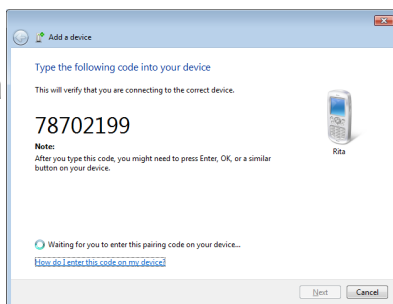 Add a device
Type the following code into your device
This will verify that you are connecting to the correct device.
78702199
Note:
After you type this code, you might need to press Enter, OK, or a similar
button on your device.
Rita
Waiting for you to enter this pairing code on your device...
How do I enter this code on my device?
Next Cancel